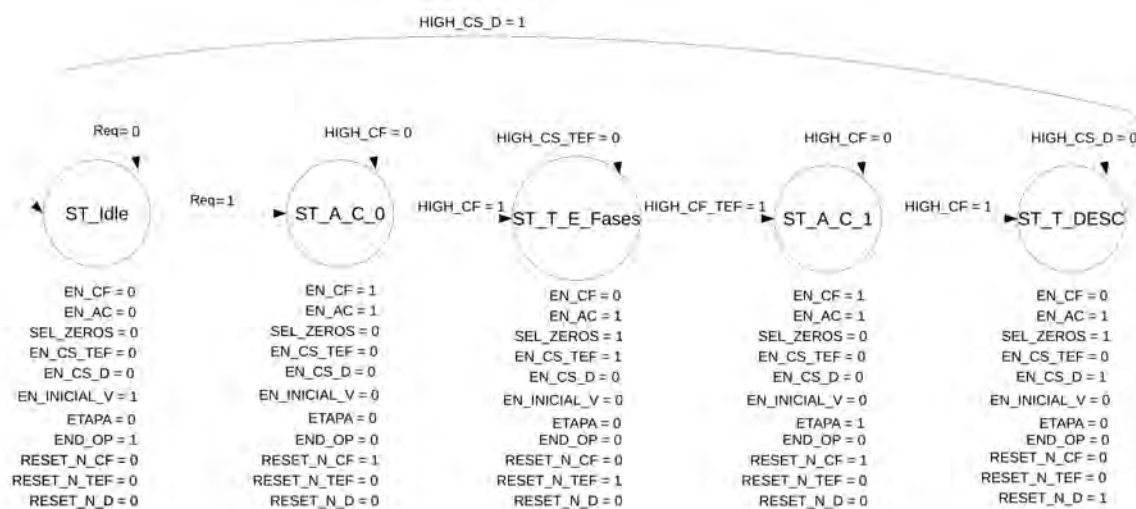 HIGH_CS_D = 1
Req= 0
HIGH_CF = 0
HIGH_CS_TEF = 0
HIGH_CF = 0
HIGH_CS_D = 0
ST_Idle
Req= 1
ST_A_C_0
HIGH_CF = 1
ST_T_E_Fases
HIGH_CF_TEF = 1
ST_A_C_1
HIGH_CF = 1
ST_T_DESC
EN_CF = 0
EN_AC = 0
SEL_ZEROS = 0
EN_CS_TEF = 0
EN_CS_D = 0
EN_INICIAL_V = 1
ETAPA = 0
END_OP = 1
RESET_N_CF = 0
RESET_N_TEF = 0
RESET_N_D = 0
EN_CF = 1
EN_AC = 1
SEL_ZEROS = 0
EN_CS_TEF = 0
EN_CS_D = 0
EN_INICIAL_V = 0
ETAPA = 0
END_OP = 0
RESET_N_CF = 1
RESET_N_TEF = 0
RESET_N_D = 0
EN_CF = 0
EN_AC = 1
SEL_ZEROS = 1
EN_CS_TEF = 1
EN_CS_D = 0
EN_INICIAL_V = 0
ETAPA = 0
END_OP = 0
RESET_N_CF = 0
RESET_N_TEF = 1
RESET_N_D = 0
EN_CF = 1
EN_AC = 1
SEL_ZEROS = 0
EN_CS_TEF = 0
EN_CS_D = 0
EN_INICIAL_V = 0
ETAPA = 1
END_OP = 0
RESET_N_CF = 1
RESET_N_TEF = 0
RESET_N_D = 0
EN_CF = 0
EN_AC = 1
SEL_ZEROS = 1
EN_CS_TEF = 0
EN_CS_D = 1
EN_INICIAL_V = 0
ETAPA = 0
END_OP = 0
RESET_N_CF = 0
RESET_N_TEF = 0
RESET_N_D = 1